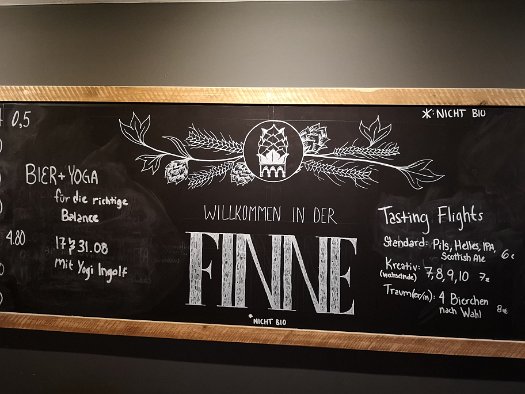 0,5
* NICHT BIO
BIER + YOGA
für die richtige
Balance
4.80
17 & 31.08
mit Yogi Ingolf
WILLKOMMEN IN DER
FINNE
* NICHT BIO
Tasting Flights
Standard: Pils, Helles, IPA,
Scottish Ale 6€
Kreativ: 7, 8, 9, 10 7€
4 Bierchen
nach Wahl 8€